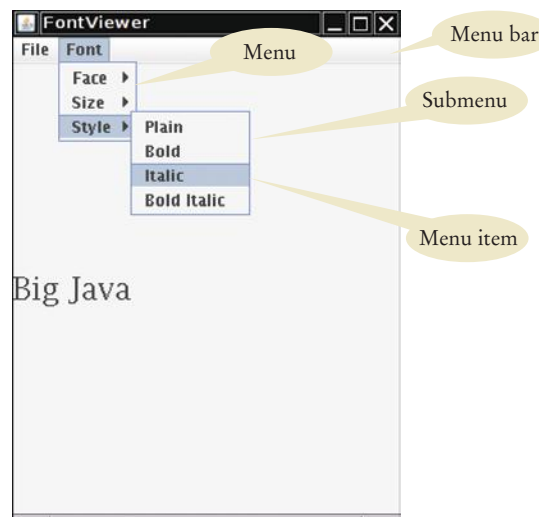 FontViewer
File Font
Menu
Menu bar
Face
Size
Style
Submenu
Plain
Bold
Italic
Bold Italic
Menu item
Big Java